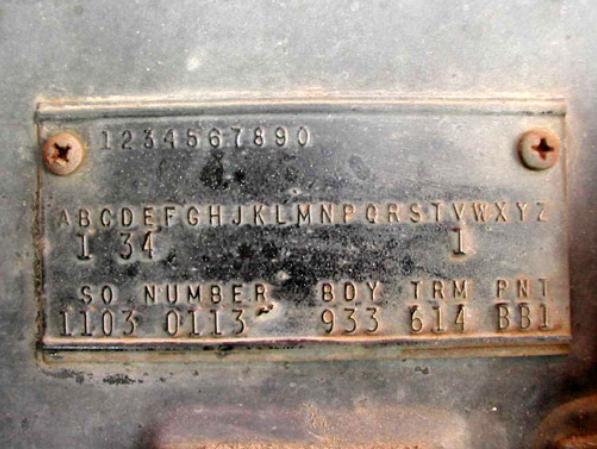 1234567890
ABCDEFGHJKLMNPQRSTVWXYZ
1 34 1
SO NUMBER BDY TRM PNT
1103 0113 933 614 BB1